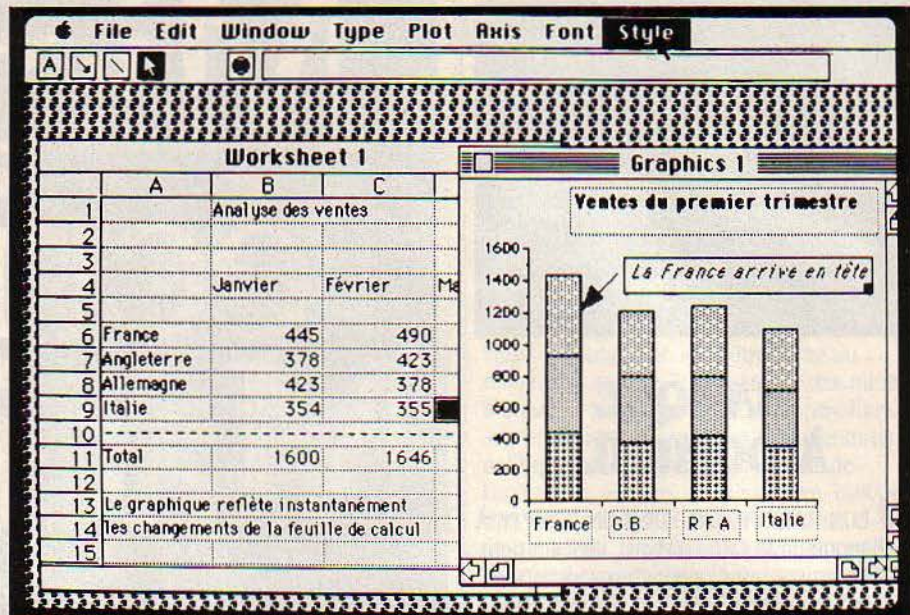 File Edit Window Type Plot Axis Font Style
A
Worksheet 1
A B C
1 Analyse des ventes
2
3
4 Janvier Février Ma
5
6 France 445 490
7 Angleterre 378 423
8 Allemagne 423 378
9 Italie 354 355
10
11 Total 1600 1646
12
13 Le graphique reflète instantanément
14 les changements de la feuille de calcul
15
Graphics 1
Ventes du premier trimestre
La France arrive en tête
1600
1400
1200
1000
800
600
400
200
0
France G.B. R.F.A Italie